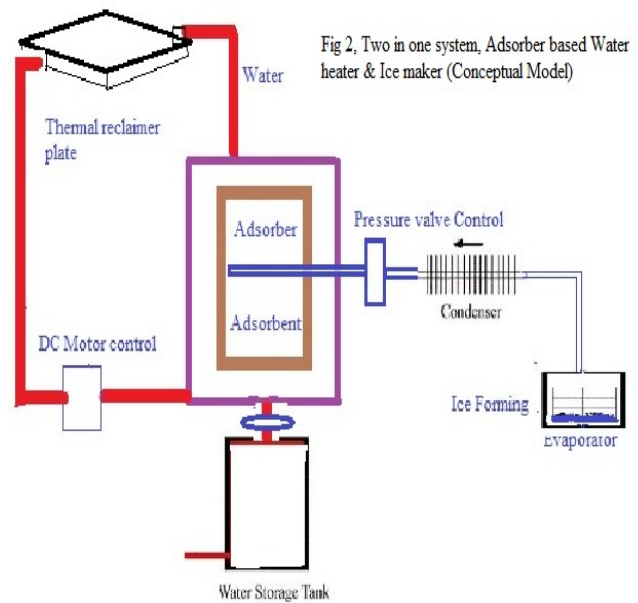 Fig 2, Two in one system, Adsorber based Water
heater & Ice maker (Conceptual Model)
Water
Thermal reclaimer
plate
Pressure valve Control
Adsorber
Condenser
Adsorbent
DC Motor control
Ice Forming
Evaporator
Water Storage Tank